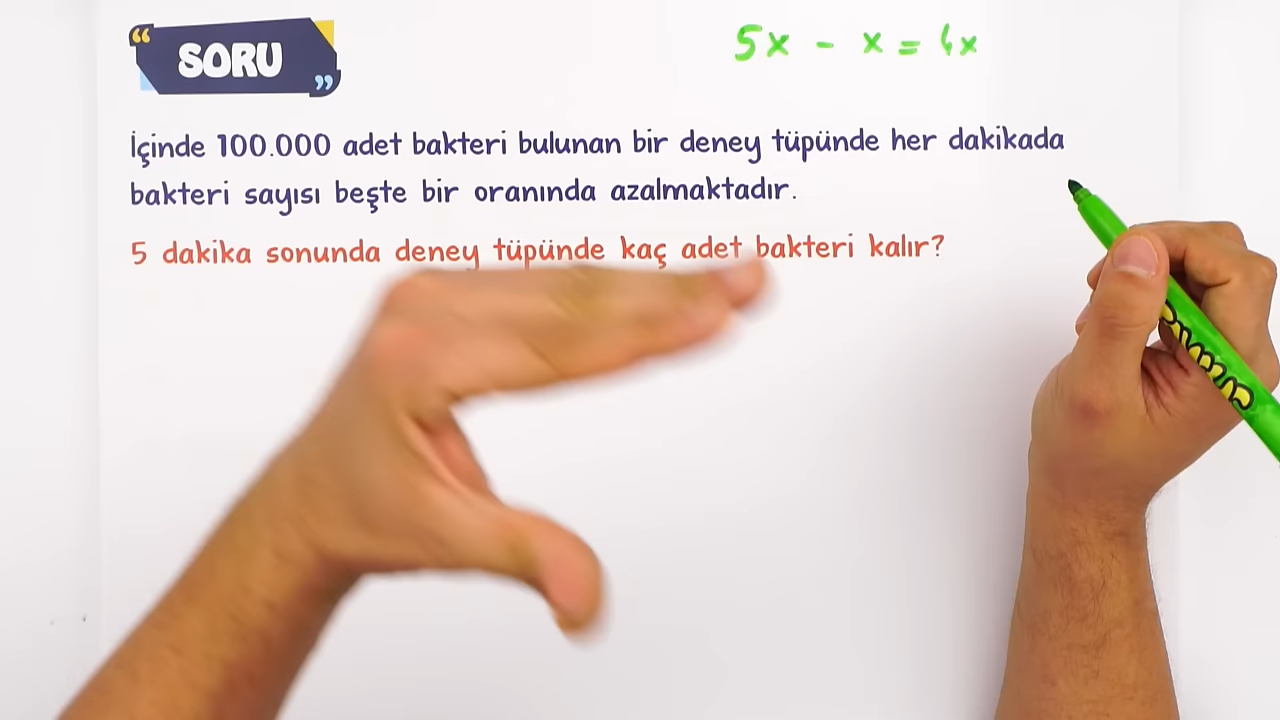 SORU
5x - x = 4x
İçinde 100.000 adet bakteri bulunan bir deney tüpünde her dakikada
bakteri sayısı beşte bir oranında azalmaktadır.
5 dakika sonunda deney tüpünde kaç adet bakteri kalır?